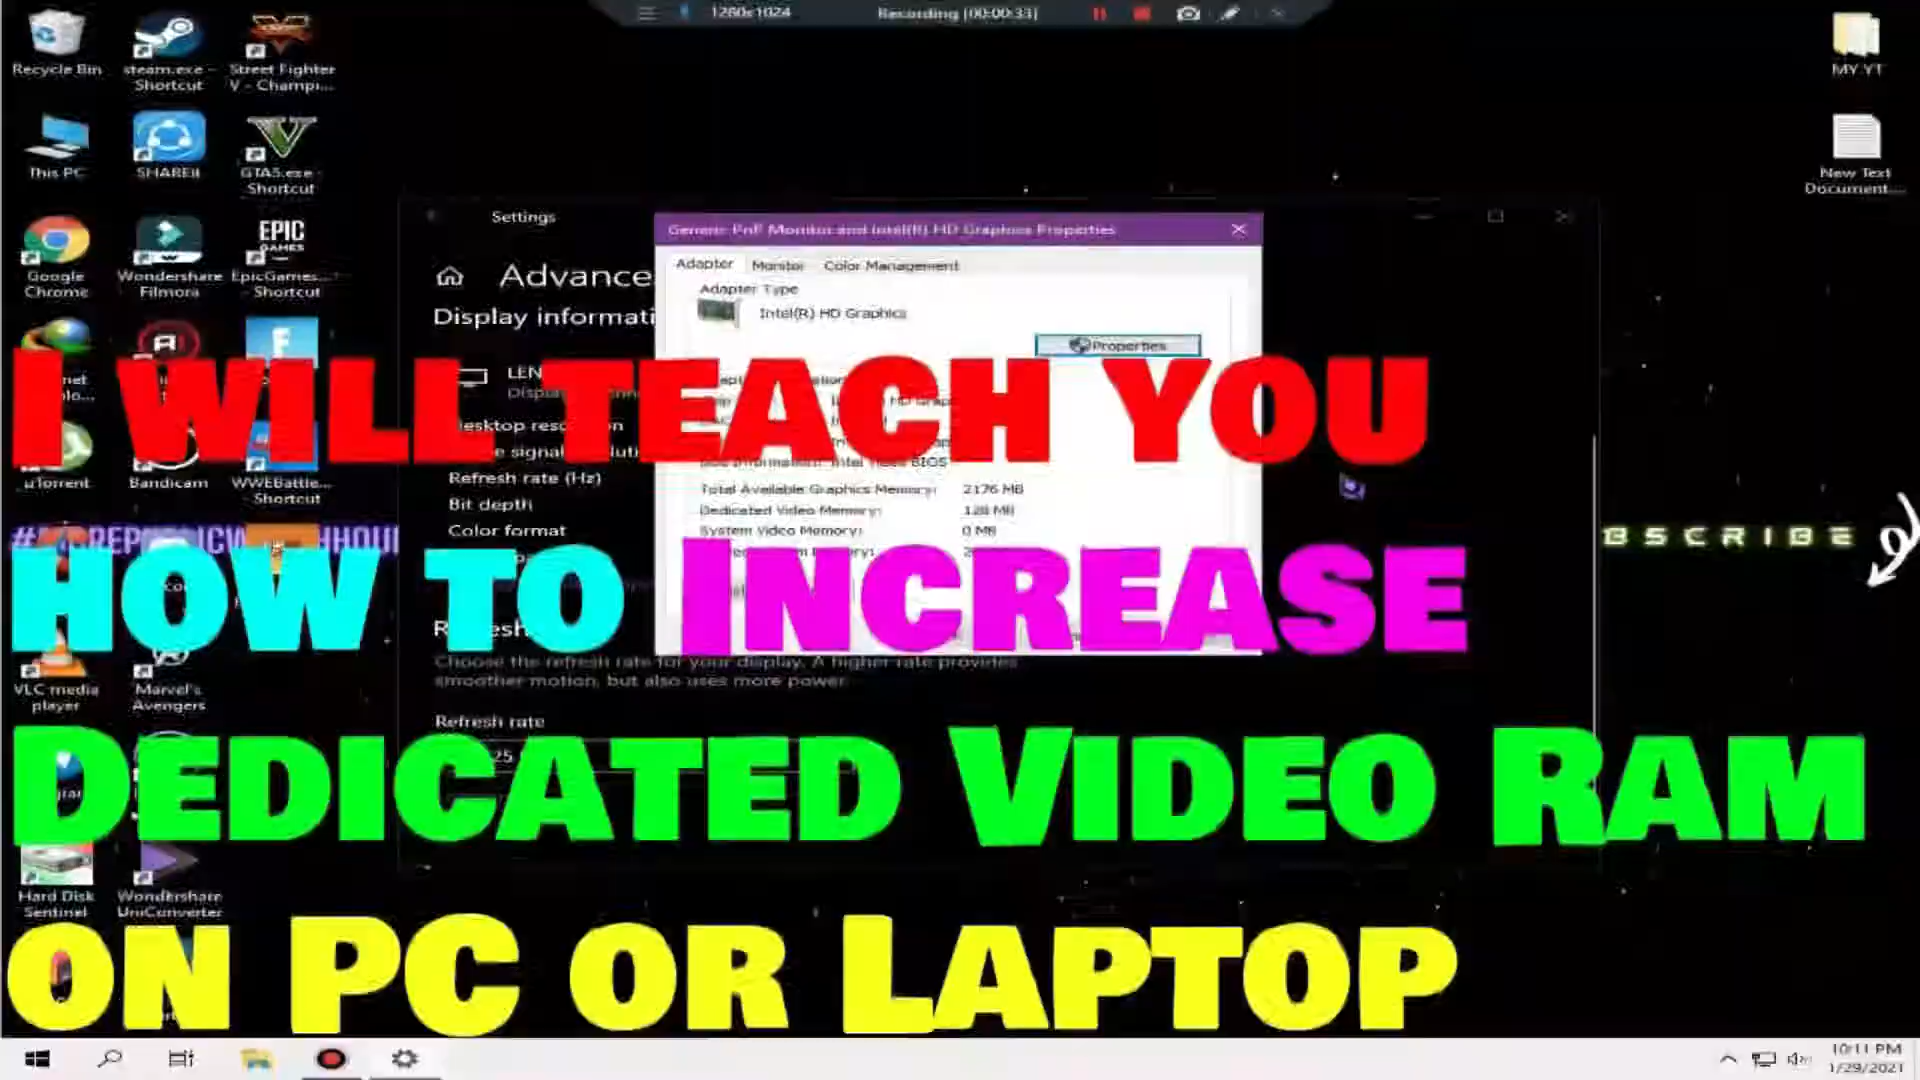 1280x1024
Recording [00:00:33]
Recycle Bin
steam.exe - Shortcut
Street Fighter V - Champi...
MY YT
This PC
SHAREit
GTA5.exe - Shortcut
New Text Document....
Google Chrome
Wondershare Filmora
EPIC GAMES
EpicGames... - Shortcut
Settings
Advance
Display informati
Generic PnP Monitor and Intel(R) HD Graphics Properties
Adapter
Monitor
Color Management
Adapter Type
Intel(R) HD Graphics
Properties
LEN
I will teach you
Refresh rate (Hz)
Bit depth
Color format
Total Available Graphics Memory: 2176 MB
Dedicated Video Memory: 128 MB
System Video Memory: 0 MB
µTorrent
Bandicam
WWEBattle... - Shortcut
BSCRIBE
How to Increase
Choose the refresh rate for your display. A higher rate provides
smoother motion, but also uses more power
Refresh rate
VLC media player
Marvel's Avengers
Dedicated Video Ram
Hard Disk Sentinel
Wondershare UniConverter
on PC or Laptop
10:11 PM
1/29/2021